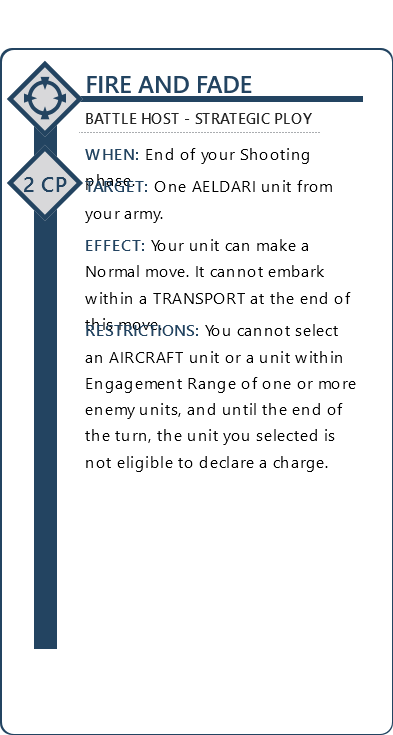 FIRE AND FADE
BATTLE HOST - STRATEGIC PLOY
2 CP
WHEN: End of your Shooting
phase.
TARGET: One AELDARI unit from
your army.
EFFECT: Your unit can make a
Normal move. It cannot embark
within a TRANSPORT at the end of
this move.
RESTRICTIONS: You cannot select
an AIRCRAFT unit or a unit within
Engagement Range of one or more
enemy units, and until the end of
the turn, the unit you selected is
not eligible to declare a charge.